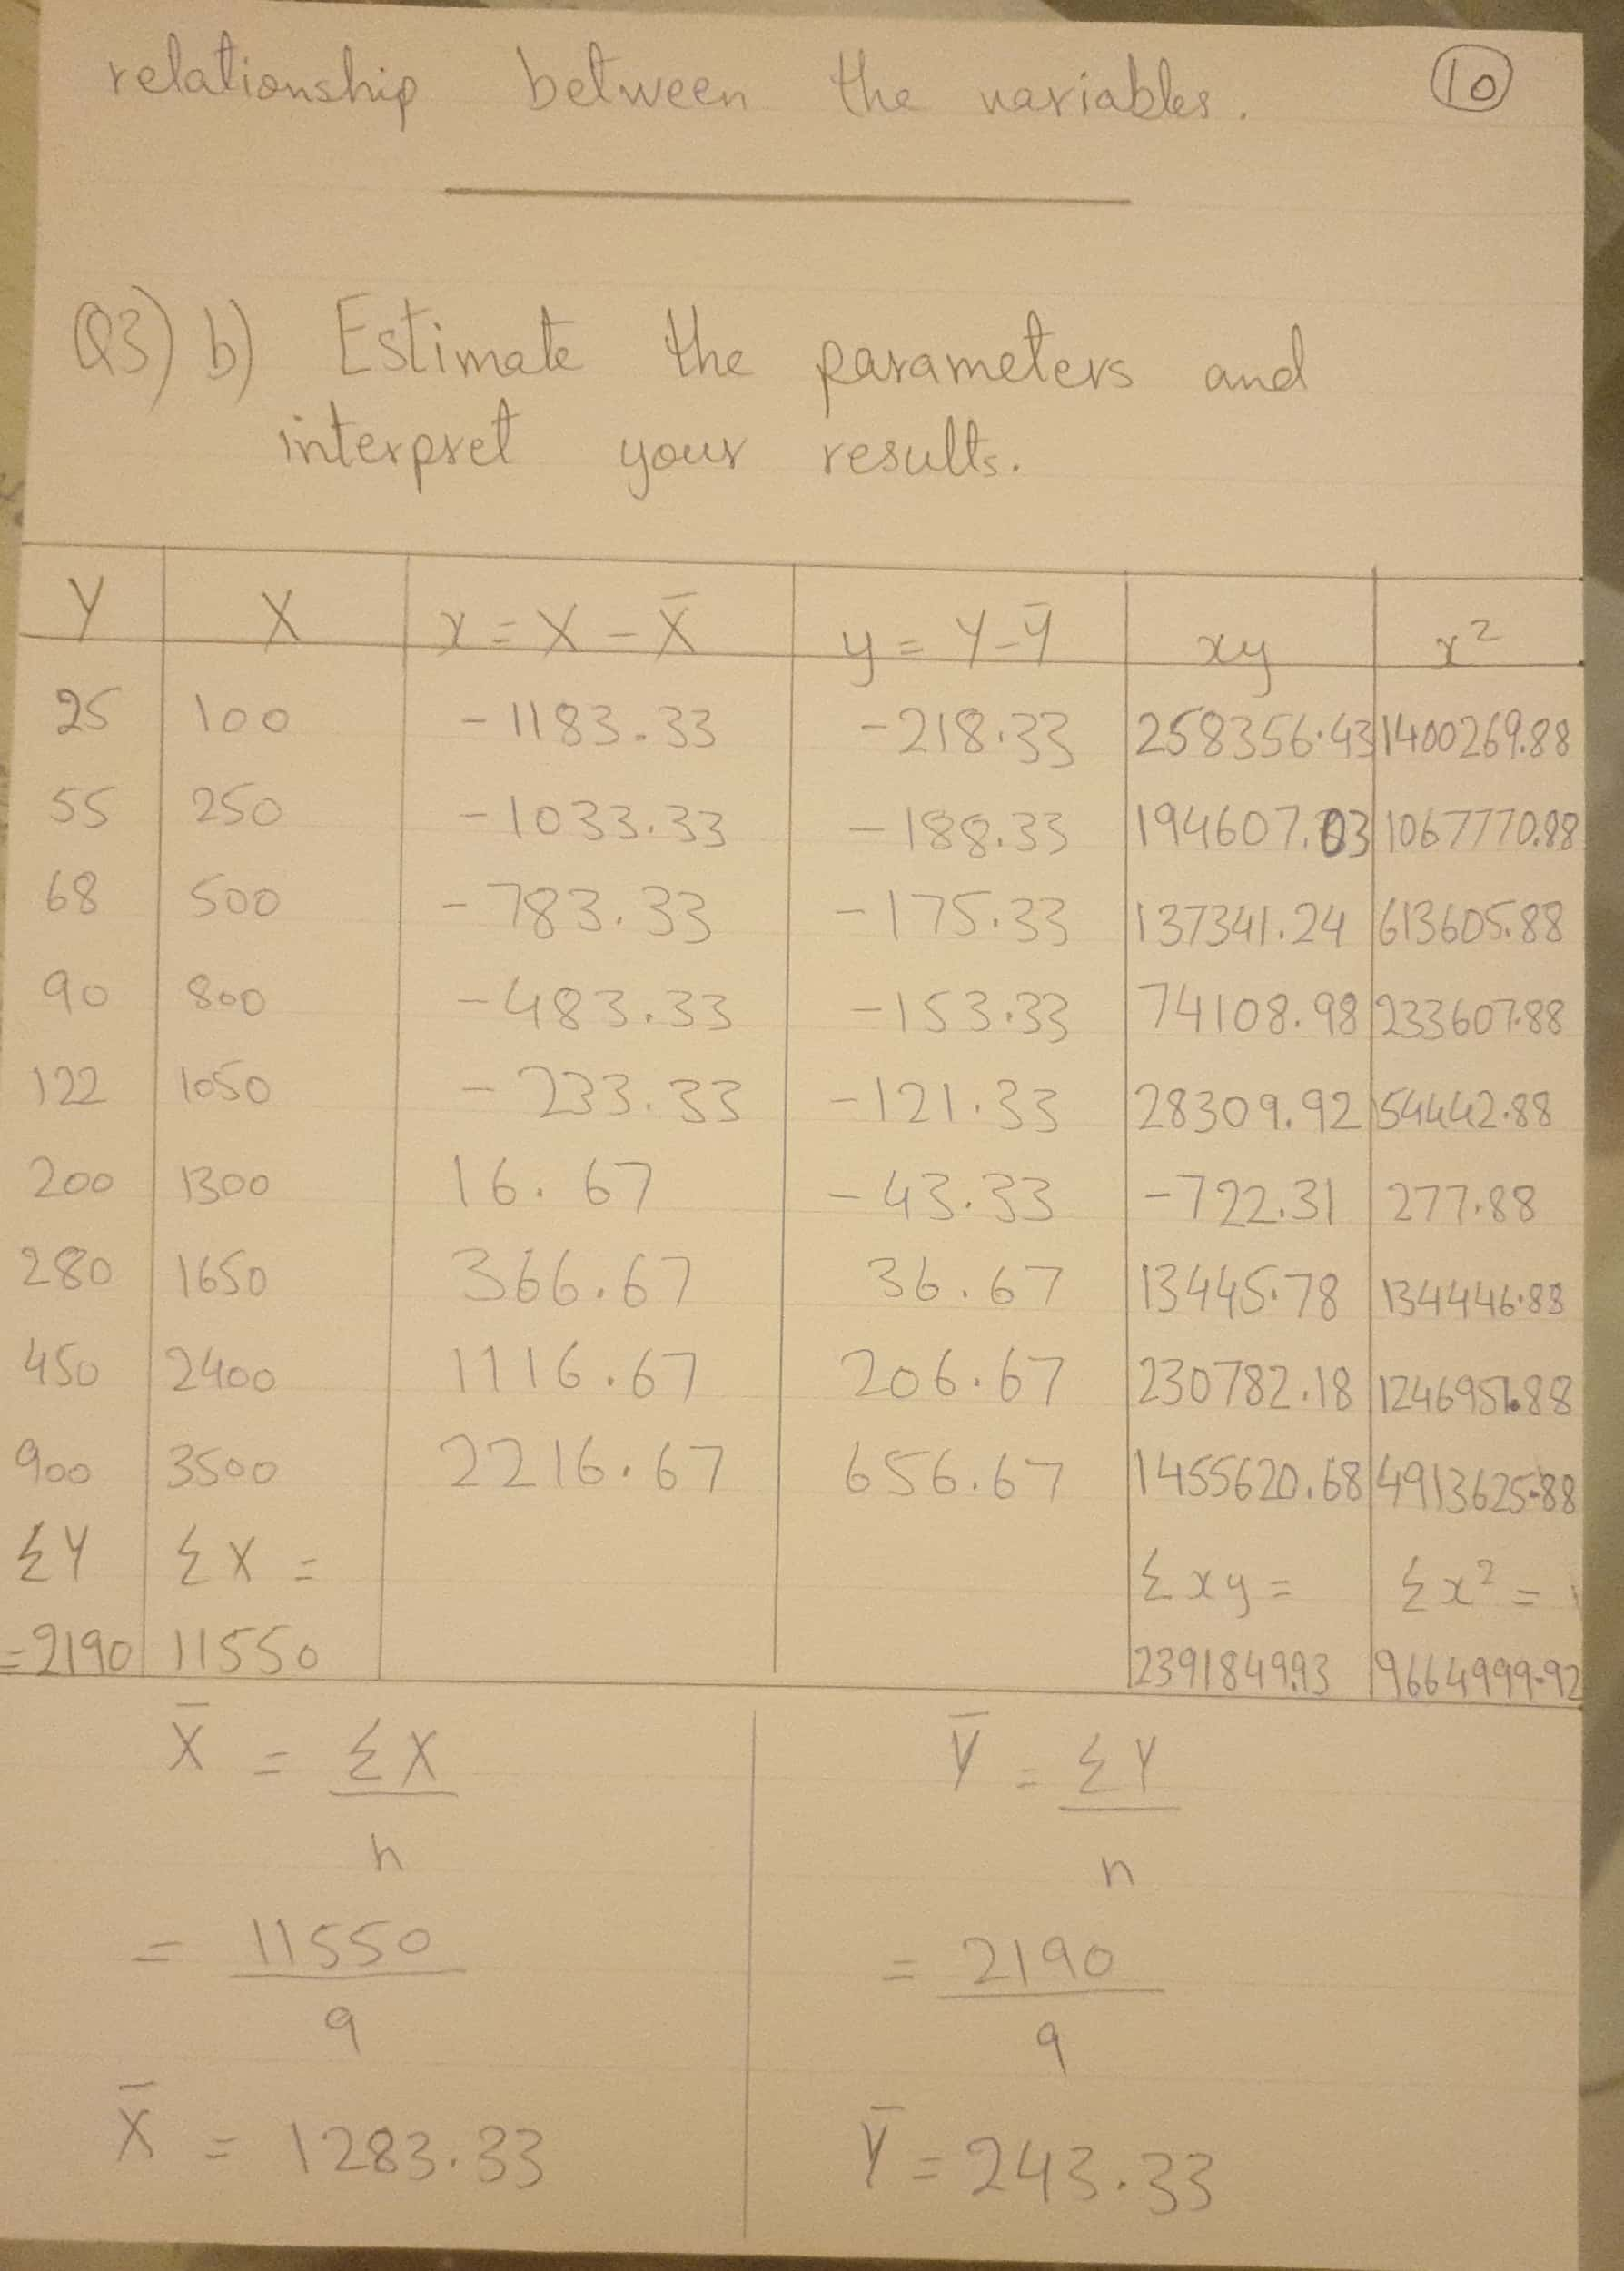 relationship between the variables. 10
Q3) b) Estimate the parameters and
interpret your results.
Y X x = X - X̄ y = Y - Ȳ xy x²
25 100 -1183.33 -218.33 258356.43 1400269.88
55 250 -1033.33 -188.33 194607.03 1067770.88
68 500 -783.33 -175.33 137341.24 613605.88
90 800 -483.33 -153.33 74108.98 233607.88
122 1050 -233.33 -121.33 28309.92 54442.88
200 1300 16.67 -43.33 -722.31 277.88
280 1650 366.67 36.67 13445.78 134446.88
450 2400 1116.67 206.67 230782.18 1246951.88
900 3500 2216.67 656.67 1455620.68 4913625.88
ΣY ΣX = Σxy = Σx² =
=2190 11550 2391849.93 9664999.92
X̄ = ΣX Ȳ = ΣY
n n
= 11550 = 2190
9 9
X̄ = 1283.33 Ȳ = 243.33